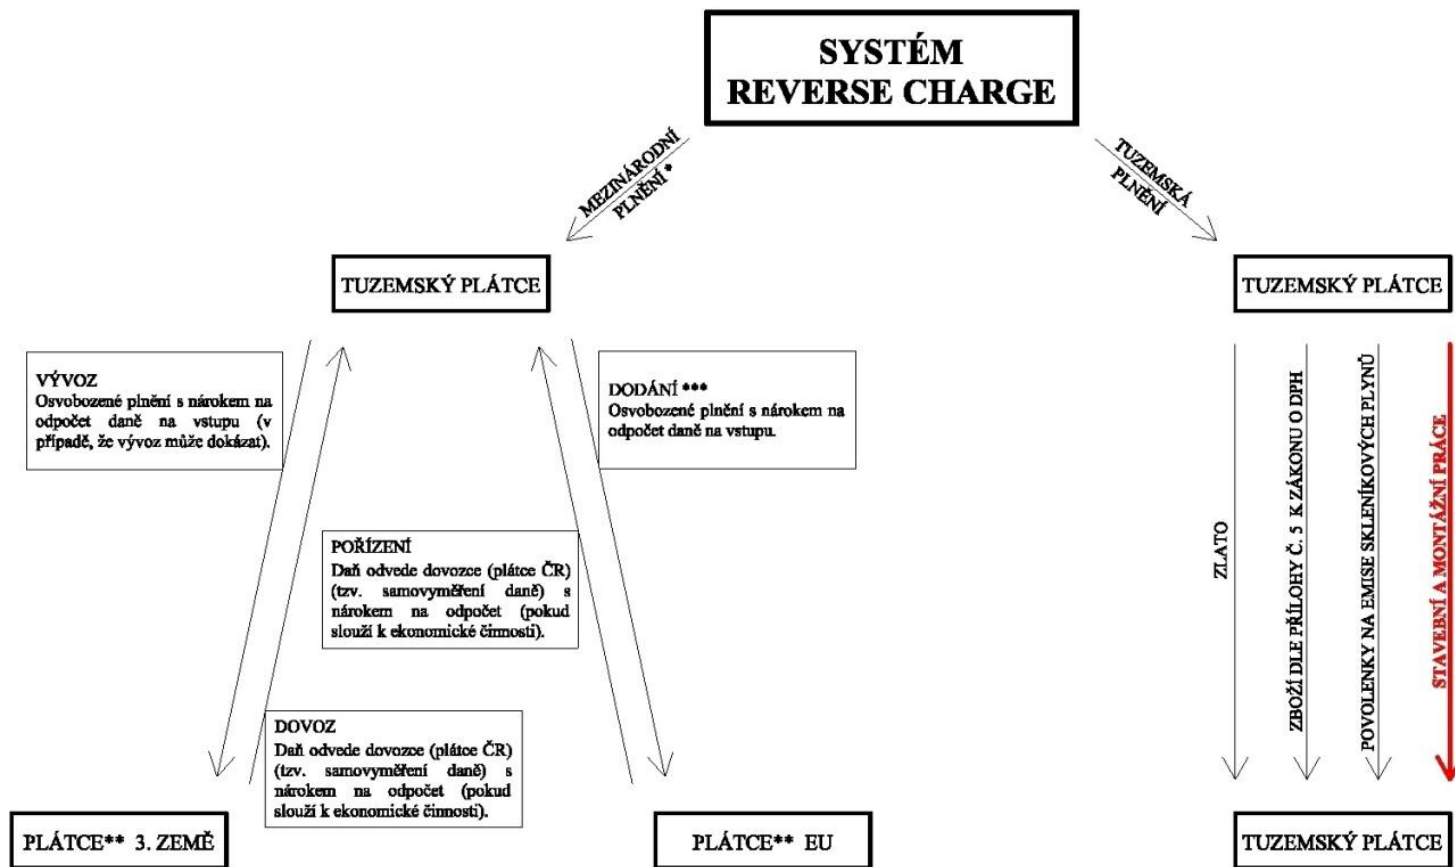 SYSTÉM
REVERSE CHARGE
MEZINÁRODNÍ
PLNĚNÍ *
TUZEMSKÁ
PLNĚNÍ
TUZEMSKÝ PLÁTCE
TUZEMSKÝ PLÁTCE
VÝVOZ
Osvobozené plnění s nárokem na
odpočet daně na vstupu (v
případě, že vývoz může dokázat).
DODÁNÍ ***
Osvobozené plnění s nárokem na
odpočet daně na vstupu.
POŘÍZENÍ
Daň odvede dovozce (plátce ČR)
(tzv. samovyměření daně) s
nárokem na odpočet (pokud
slouží k ekonomické činnosti).
DOVOZ
Daň odvede dovozce (plátce ČR)
(tzv. samovyměření daně) s
nárokem na odpočet (pokud
slouží k ekonomické činnosti).
ZLATO
ZBOŽÍ DLE PŘÍLOHY Č. 5 K ZÁKONU O DPH
POVOLENKY NA EMISE SKLENÍKOVÝCH PLYNŮ
STAVEBNÍ A MONTÁŽNÍ PRÁCE
PLÁTCE** 3. ZEMĚ
PLÁTCE** EU
TUZEMSKÝ PLÁTCE